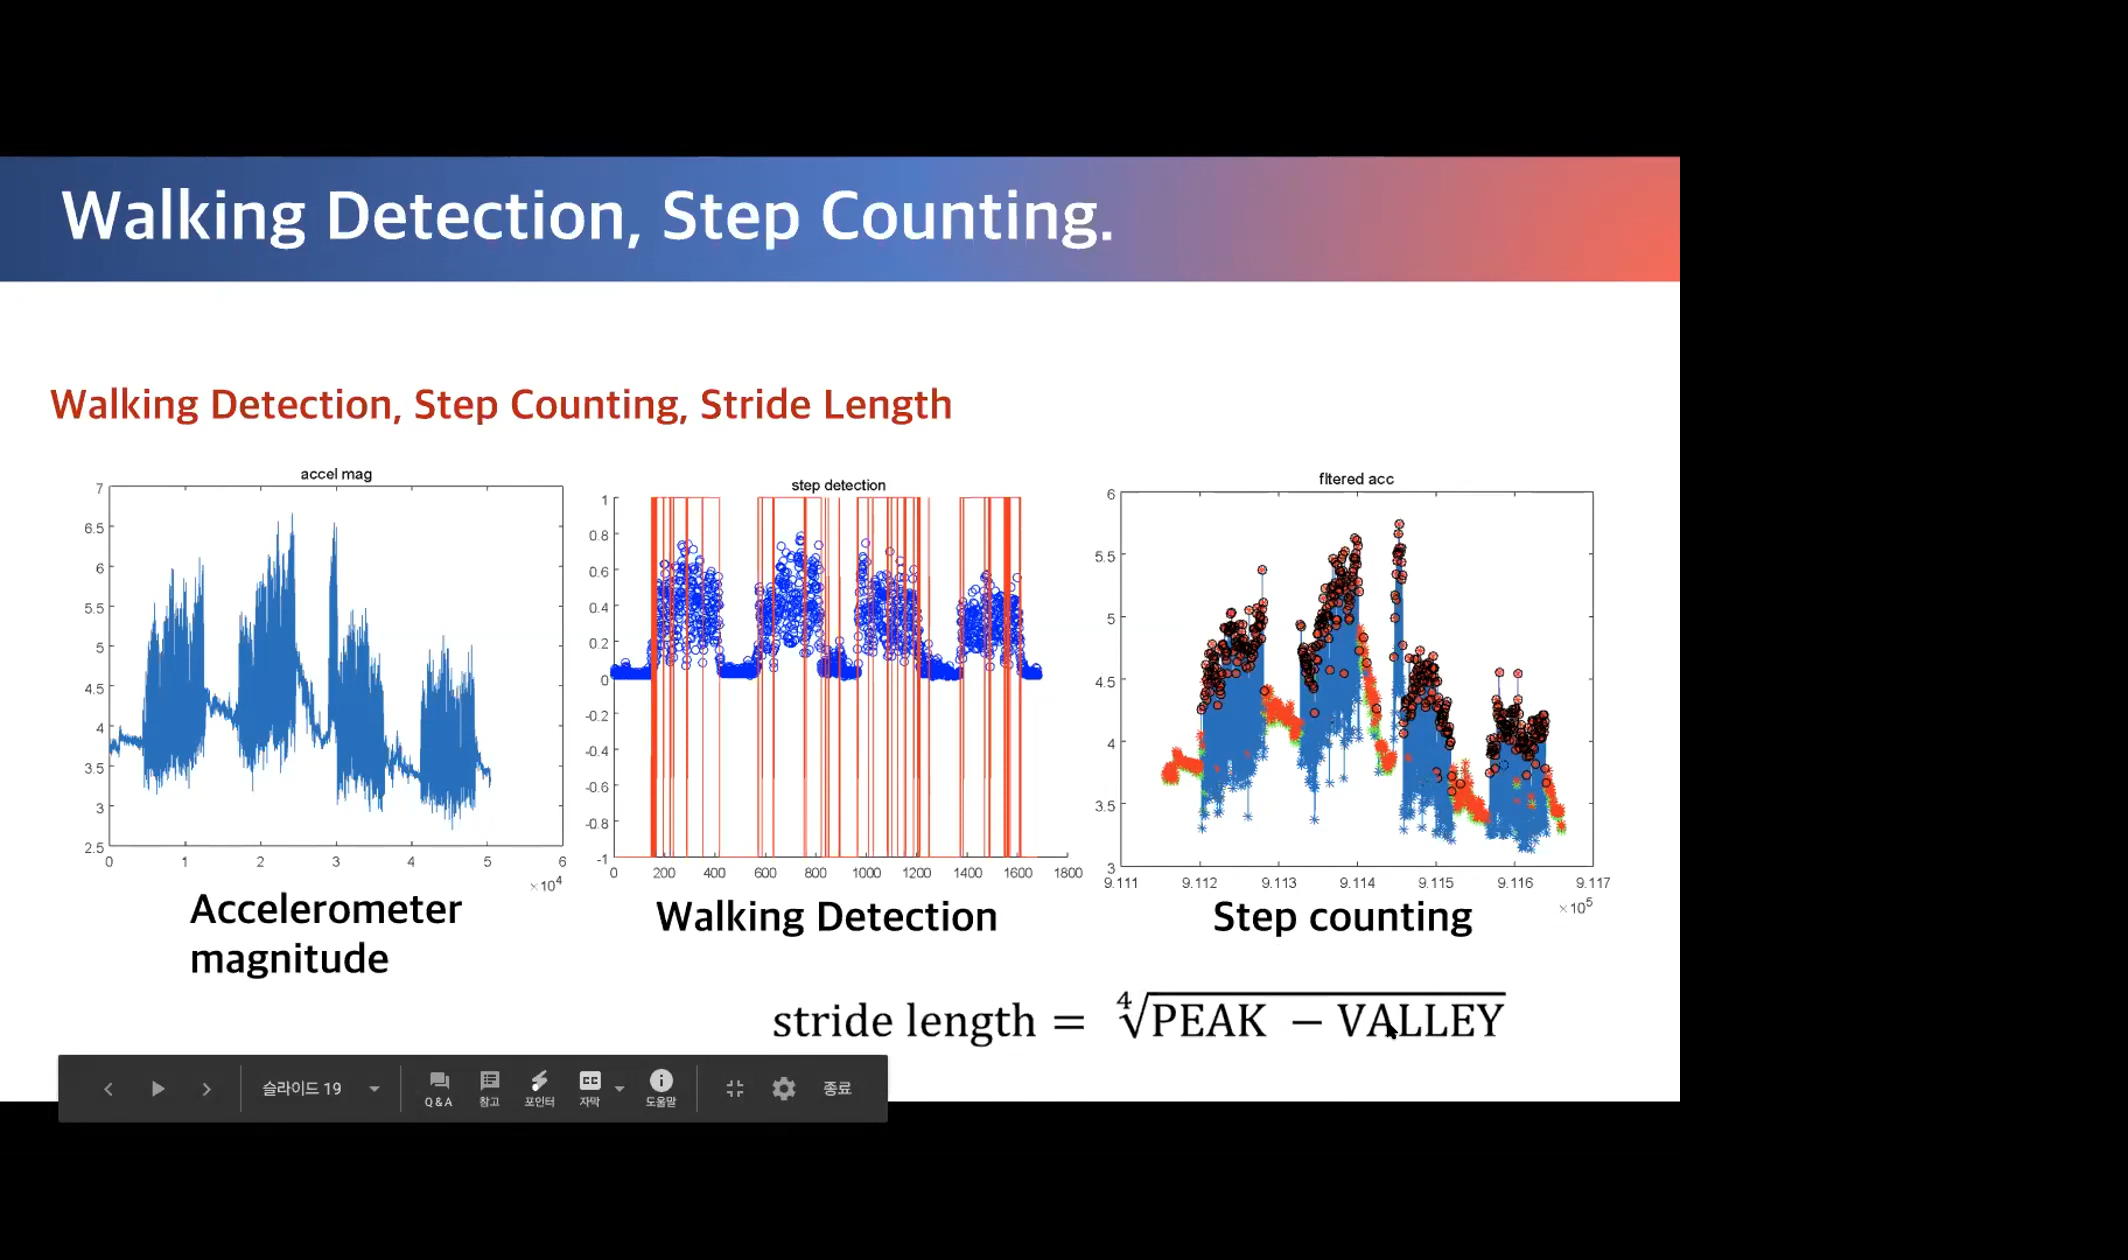 Walking Detection, Step Counting.
Walking Detection, Step Counting, Stride Length
accel mag
7
6.5
6
5.5
5
4.5
4
3.5
3
2.5
0 1 2 3 4 5 6
×10^4
Accelerometer
magnitude
step detection
1
0.8
0.6
0.4
0.2
0
-0.2
-0.4
-0.6
-0.8
-1
0 200 400 600 800 1000 1200 1400 1600 1800
Walking Detection
fltered acc
6
5.5
5
4.5
4
3.5
3
9.111 9.112 9.113 9.114 9.115 9.116 9.117
×10^5
Step counting
stride length = ∜PEAK − VALLEY
슬라이드 19
Q & A
참고
포인터
CC
자막
도움말
종료